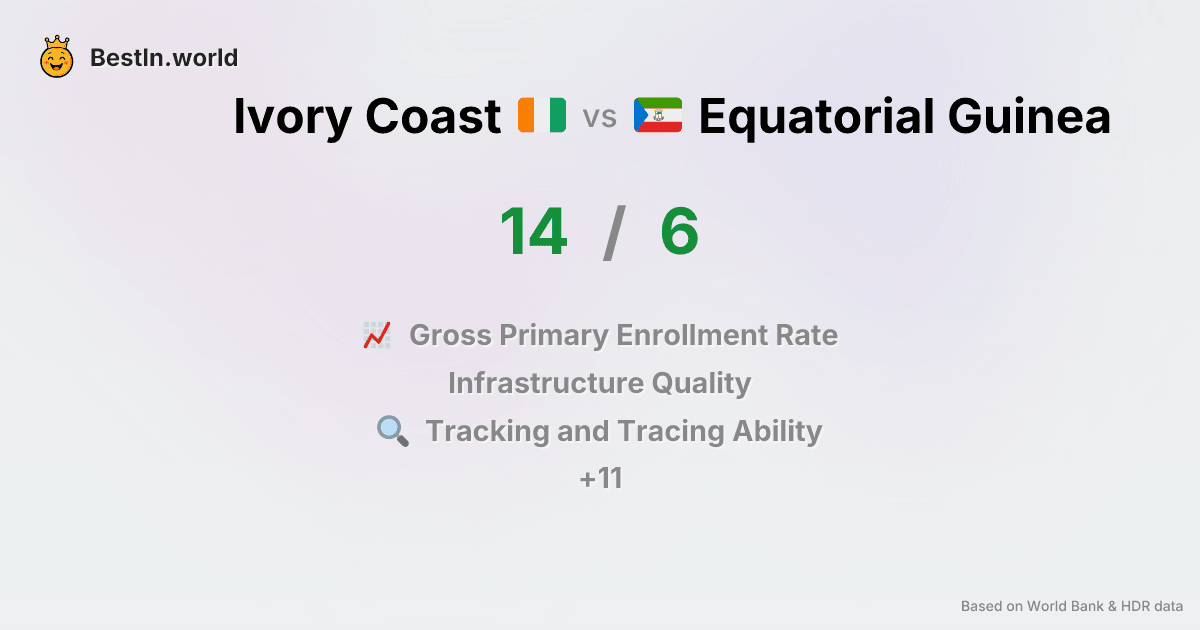 BestIn.world
Ivory Coast vs Equatorial Guinea
14 / 6
Gross Primary Enrollment Rate
Infrastructure Quality
Tracking and Tracing Ability
+11
Based on World Bank & HDR data